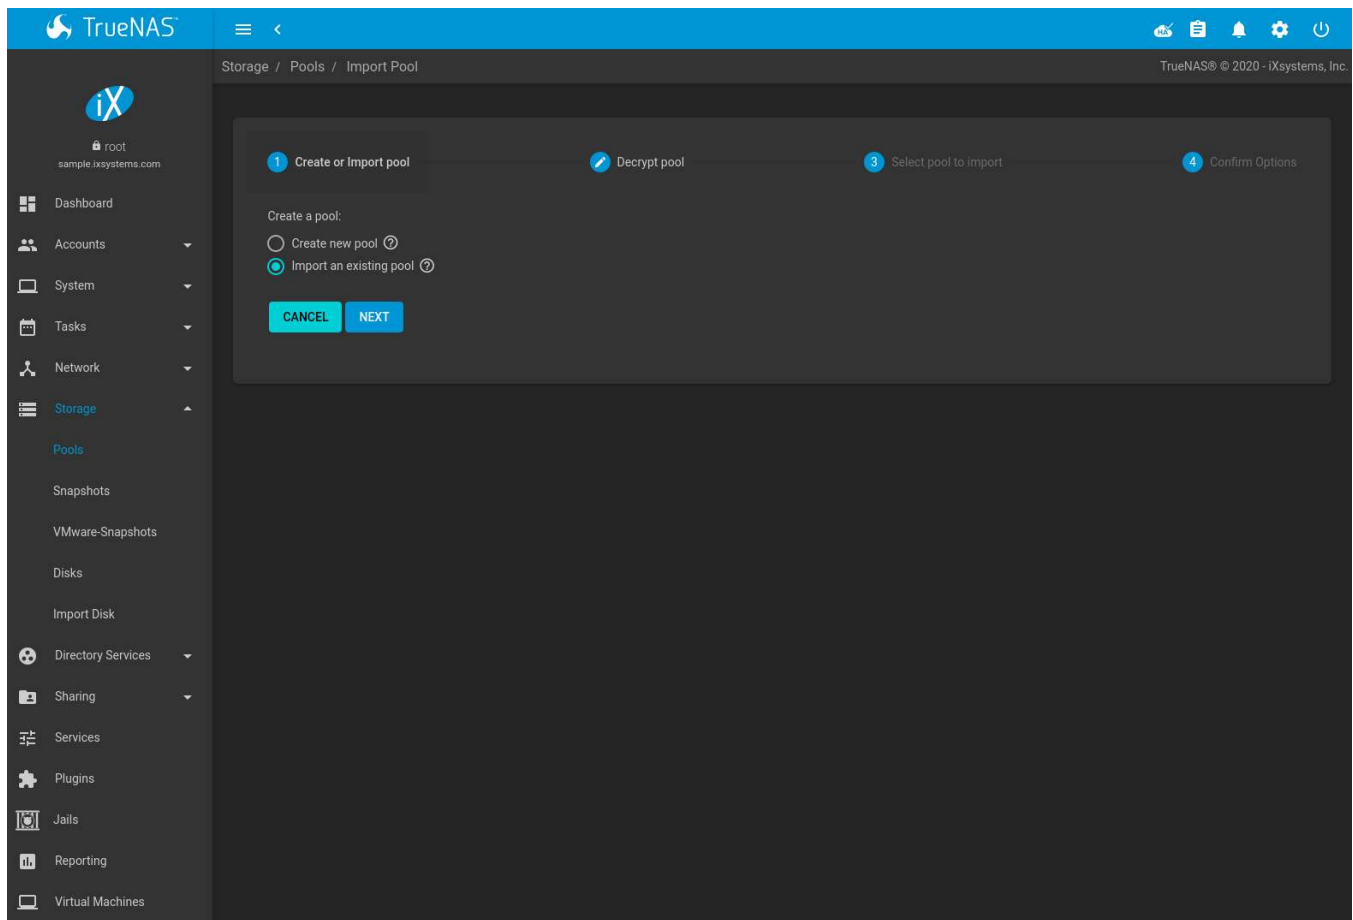 TrueNAS
Storage / Pools / Import Pool
TrueNAS® © 2020 - iXsystems, Inc.
iX
root
sample.ixsystems.com
Dashboard
Accounts
System
Tasks
Network
Storage
Pools
Snapshots
VMware-Snapshots
Disks
Import Disk
Directory Services
Sharing
Services
Plugins
Jails
Reporting
Virtual Machines
HA
1 Create or Import pool
Decrypt pool
3 Select pool to import
4 Confirm Options
Create a pool:
Create new pool ?
Import an existing pool ?
CANCEL NEXT